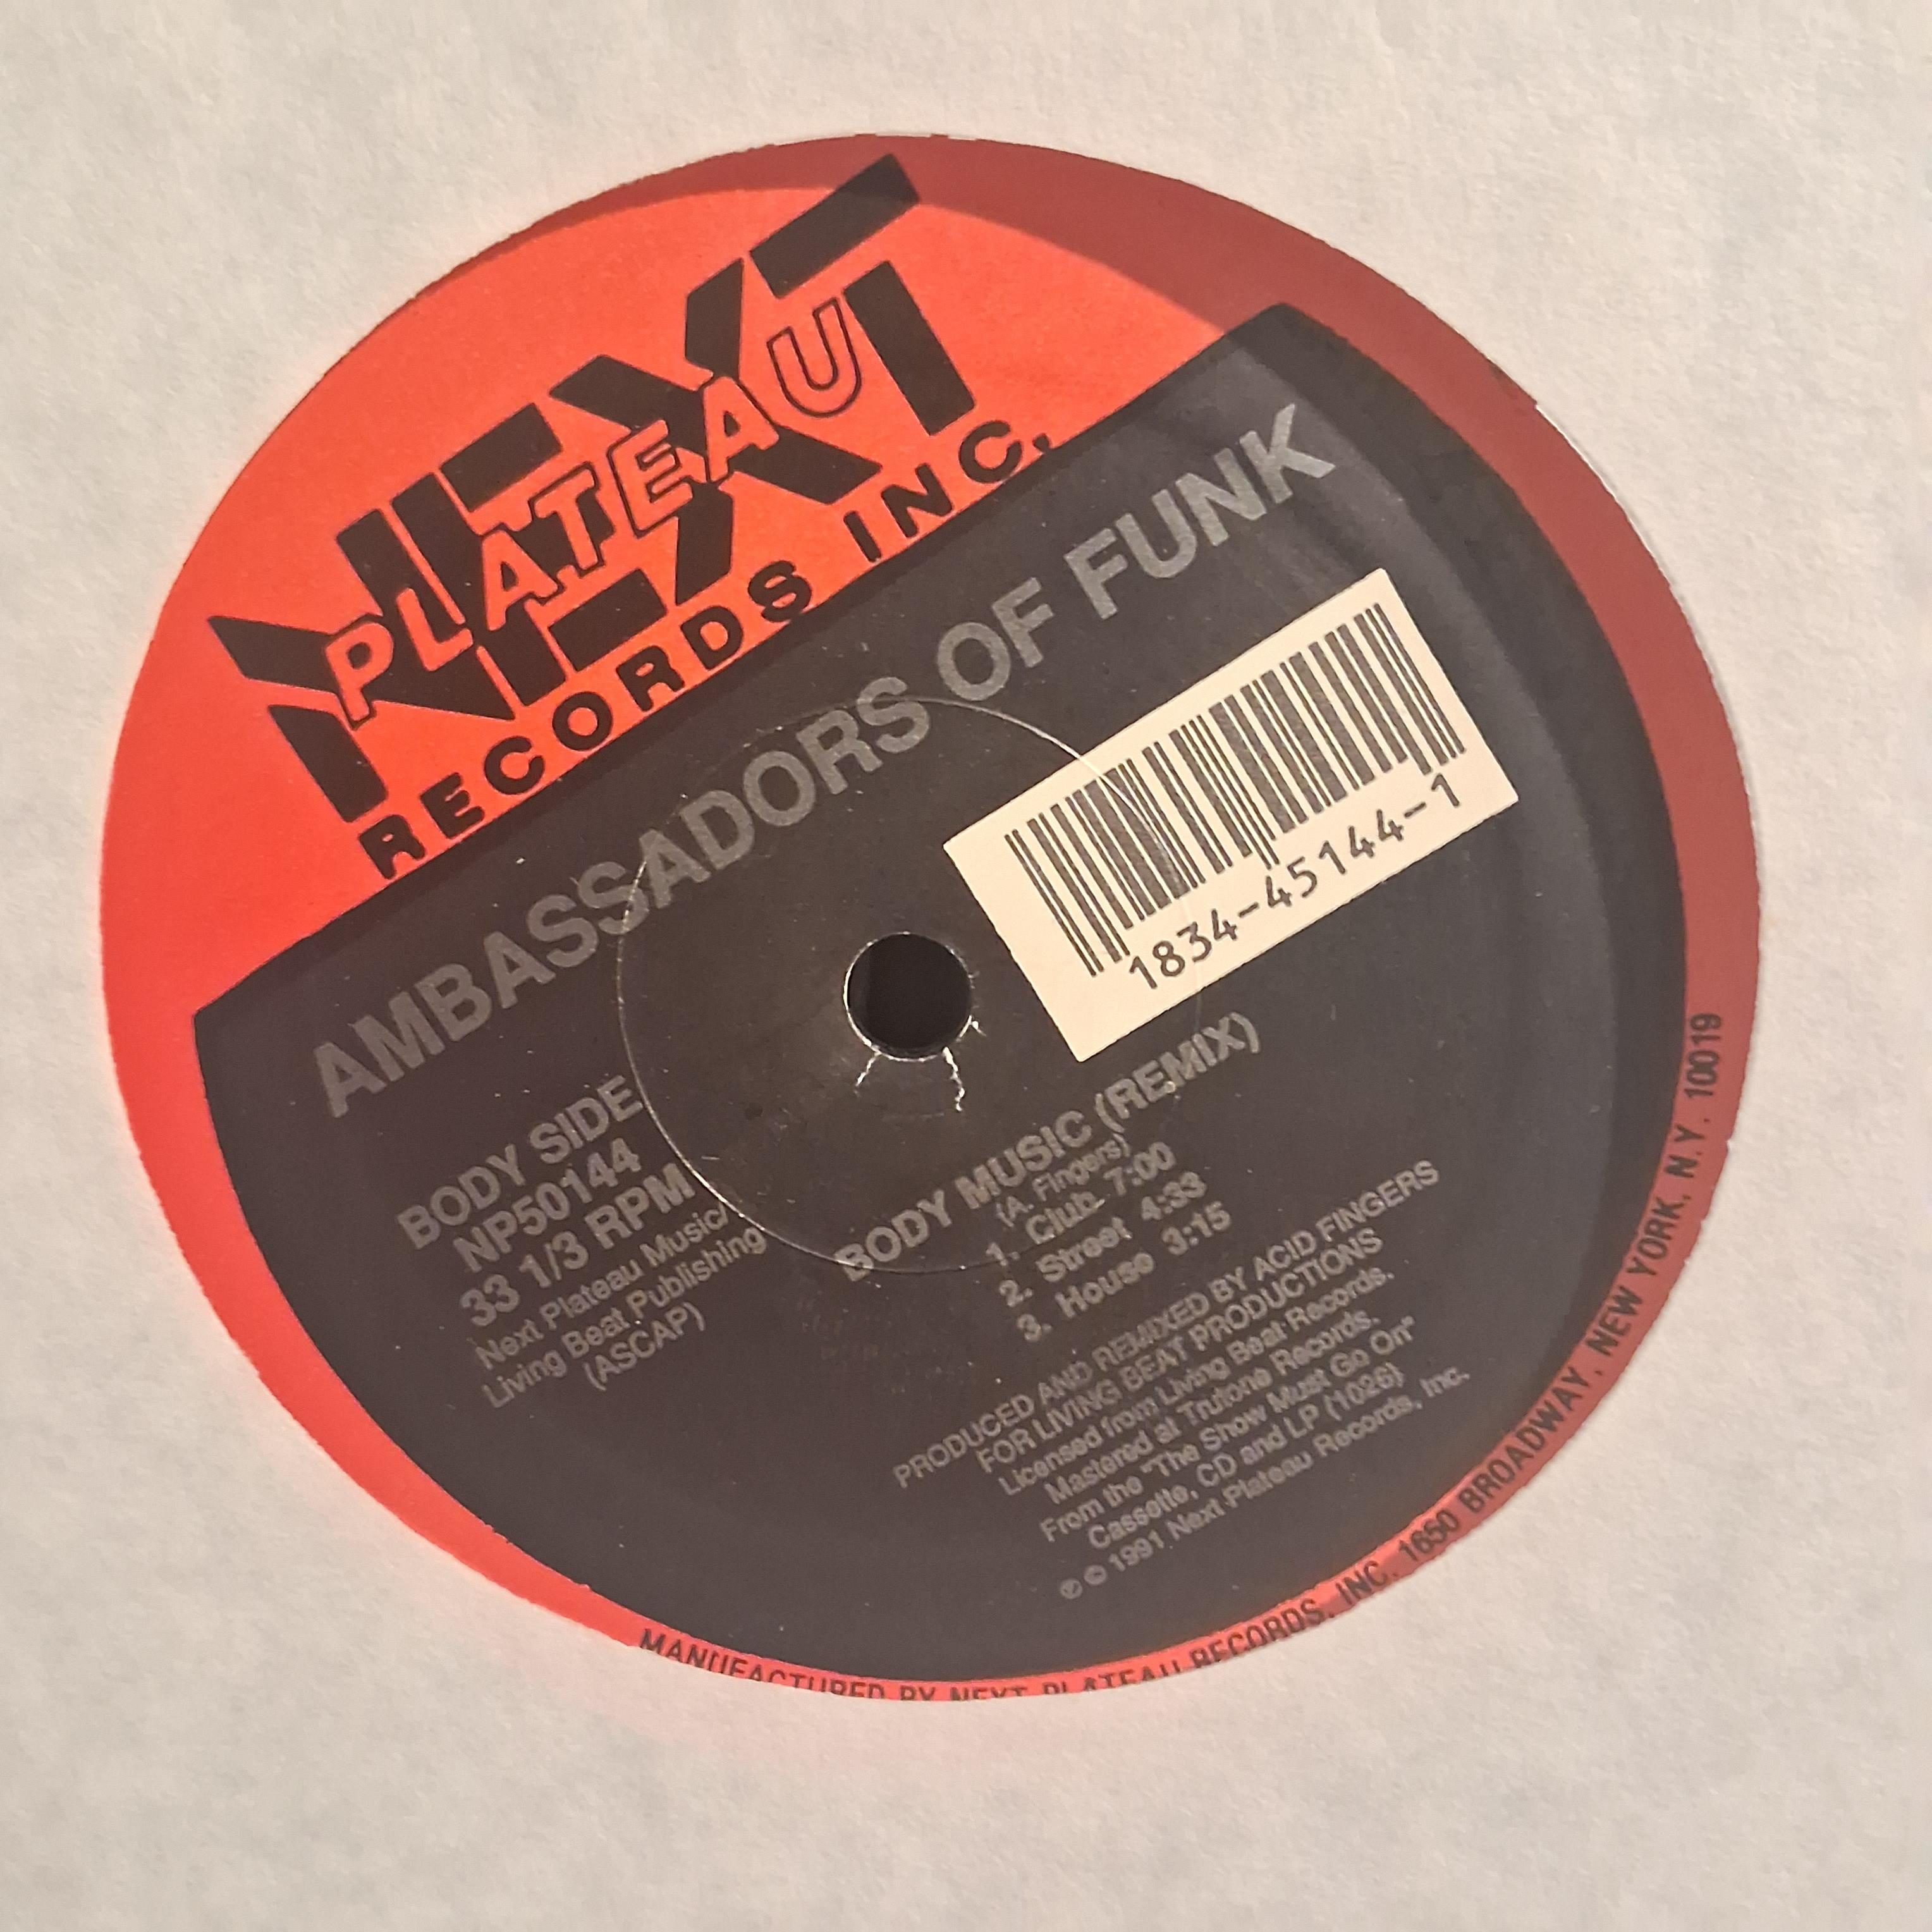 NEXT
PLATEAU
RECORDS INC.
AMBASSADORS OF FUNK
1834-45144-1
BODY SIDE
NP50144
33 1/3 RPM
Next Plateau Music/
Living Beat Publishing
(ASCAP)
BODY MUSIC (REMIX)
(A. Fingers)
1. Club 7:00
2. Street 4:33
3. House 3:15
PRODUCED AND REMIXED BY ACID FINGERS
FOR LIVING BEAT PRODUCTIONS
Licensed from Living Beat Records.
Mastered at Trutone Records.
From the "The Show Must Go On"
Cassette, CD and LP (1026)
℗ © 1991 Next Plateau Records, Inc.
MANUFACTURED BY NEXT PLATEAU RECORDS, INC. 1650 BROADWAY, NEW YORK, N.Y. 10019